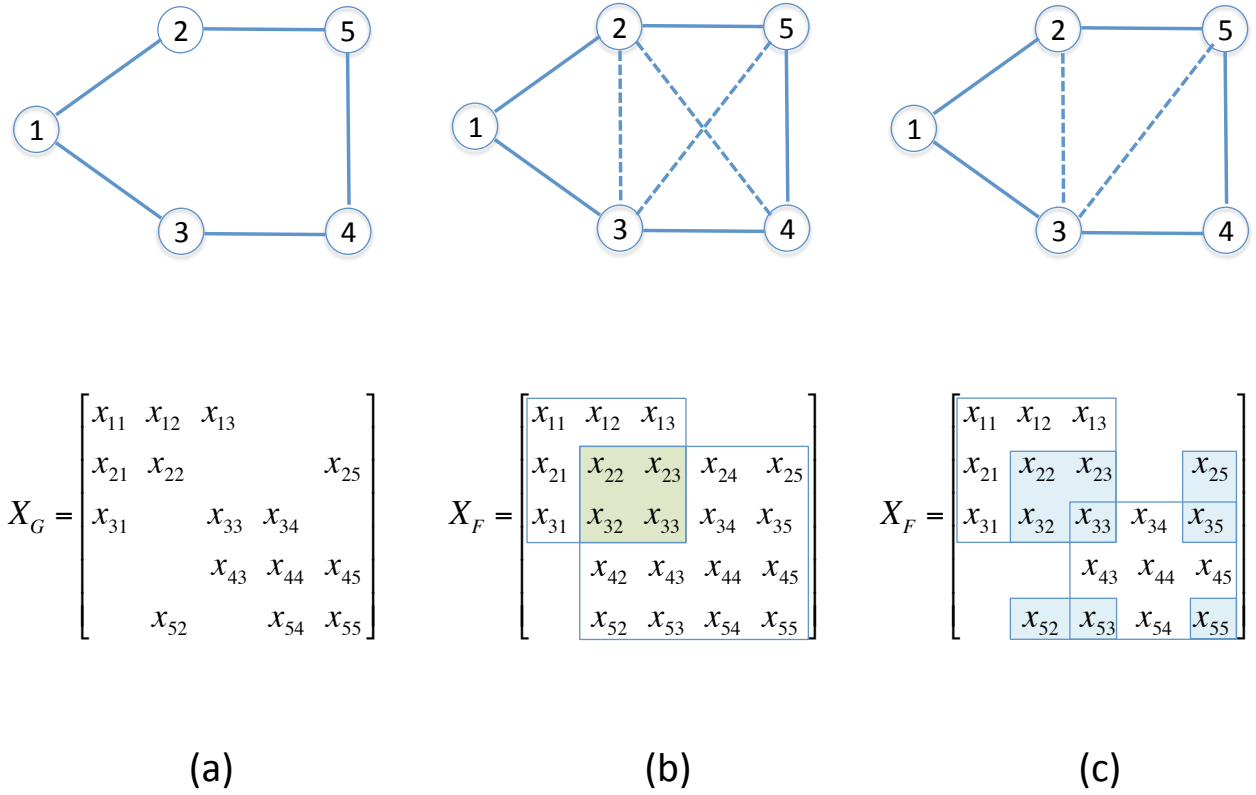 2 5
1
3 4
2 5
1
3 4
2 5
1
3 4
X_G = [
x_11 x_12 x_13
x_21 x_22 x_25
x_31 x_33 x_34
x_43 x_44 x_45
x_52 x_54 x_55
]
X_F = [
x_11 x_12 x_13
x_21 x_22 x_23 x_24 x_25
x_31 x_32 x_33 x_34 x_35
x_42 x_43 x_44 x_45
x_52 x_53 x_54 x_55
]
X_F = [
x_11 x_12 x_13
x_21 x_22 x_23 x_25
x_31 x_32 x_33 x_34 x_35
x_43 x_44 x_45
x_52 x_53 x_54 x_55
]
(a) (b) (c)